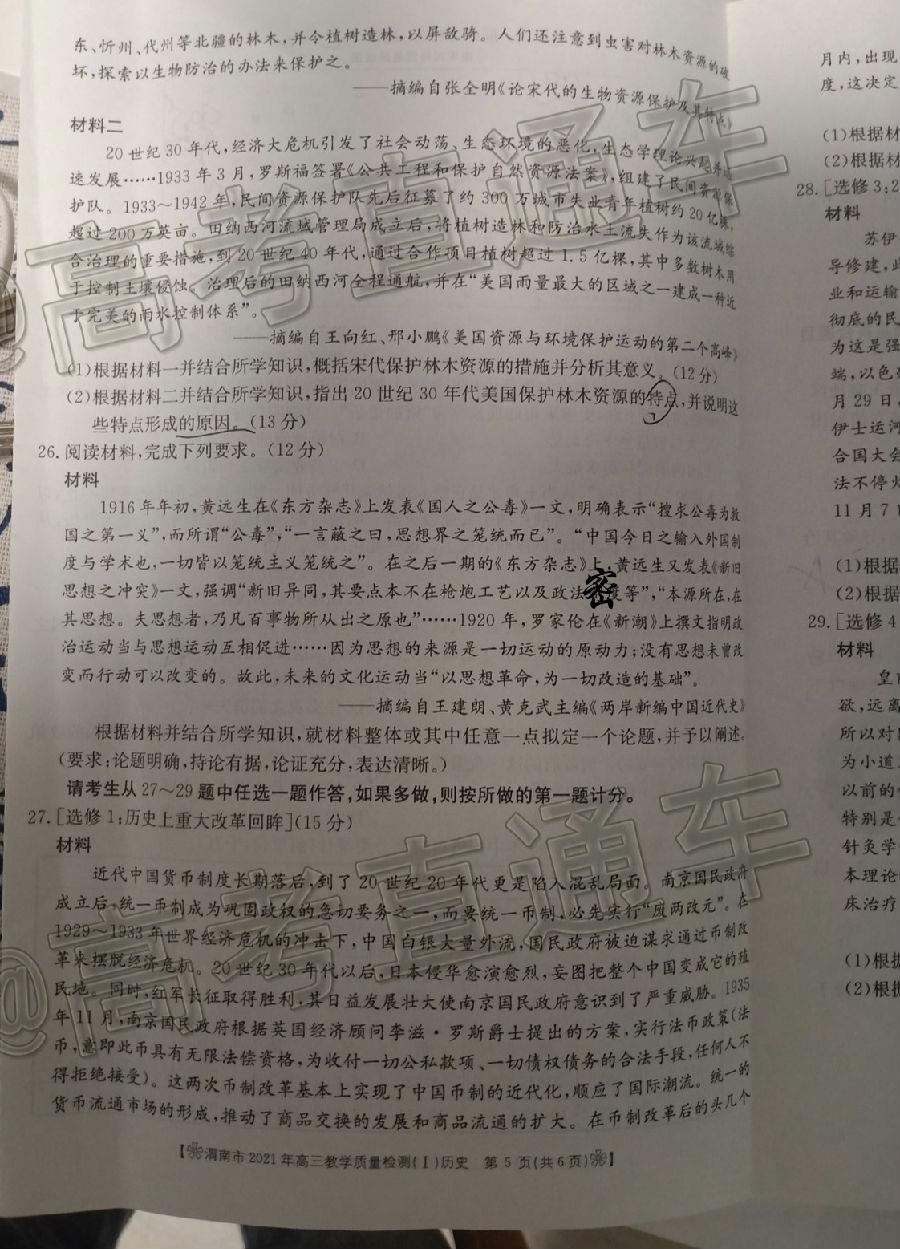 东、忻州、代州等北疆的林木,并令植树造林,以屏敌骑。人们还注意到虫害对林木资源的破
坏,探索以生物防治的办法来保护之。
——摘编自张全明《论宋代的生物资源保护及其特点》
材料二
20世纪30年代,经济大危机引发了社会动荡、生态环境的恶化,生态学理论兴起并迅
速发展……1933年3月,罗斯福签署《公共工程和保护自然资源法案》,组建了民间资源保
护队。1933~1942年,民间资源保护队先后征募了约300万城市失业青年植树约20亿棵,
超过200万英亩。田纳西河流域管理局成立后,将植树造林和防治水土流失作为该流域综
合治理的重要措施,到20世纪40年代,通过合作项目植树超过1.5亿棵,其中多数树木用
于控制土壤侵蚀。治理后的田纳西河全程通航,并在“美国雨量最大的区域之一建成一种近
于完美的雨水控制体系”。
——摘编自王向红、邢小鹏《美国资源与环境保护运动的第二个高峰》
(1)根据材料一并结合所学知识,概括宋代保护林木资源的措施并分析其意义。(12分)
(2)根据材料二并结合所学知识,指出20世纪30年代美国保护林木资源的特点,并说明这
些特点形成的原因。(13分)
26.阅读材料,完成下列要求。(12分)
材料
1916年年初,黄远生在《东方杂志》上发表《国人之公毒》一文,明确表示“搜求公毒为救
国之第一义”,而所谓“公毒”,“一言蔽之曰,思想界之笼统而已”。“中国今日之输入外国制
度与学术也,一切皆以笼统主义笼统之”。在之后一期的《东方杂志》上,黄远生又发表《新旧
思想之冲突》一文,强调“新旧异同,其要点本不在枪炮工艺以及政法 等”,“本源所在,在
密
其思想。夫思想者,乃凡百事物所从出之原也”……1920年,罗家伦在《新潮》上撰文指明政
治运动当与思想运动互相促进……因为思想的来源是一切运动的原动力;没有思想未曾改
变而行动可以改变的。故此,未来的文化运动当“以思想革命,为一切改造的基础”。
——摘编自王建朗、黄克武主编《两岸新编中国近代史》
根据材料并结合所学知识,就材料整体或其中任意一点拟定一个论题,并予以阐述。
(要求:论题明确,持论有据,论证充分,表达清晰。)
请考生从27~29题中任选一题作答,如果多做,则按所做的第一题计分。
27.[选修1:历史上重大改革回眸](15分)
材料
近代中国货币制度长期落后,到了20世纪20年代更是陷入混乱局面。南京国民政府
成立后,统一币制成为巩固政权的急切要务之一,而要统一币制,必先实行“废两改元”。在
1929~1933年世界经济危机的冲击下,中国白银大量外流,国民政府被迫谋求通过币制改
革来摆脱经济危机。20世纪30年代以后,日本侵华愈演愈烈,妄图把整个中国变成它的殖
民地。同时,红军长征取得胜利,其日益发展壮大使南京国民政府意识到了严重威胁。1935
年11月,南京国民政府根据英国经济顾问李滋·罗斯爵士提出的方案,实行法币政策(法
币,意即此币具有无限法偿资格,为收付一切公私款项、一切债权债务的合法手段,任何人不
得拒绝接受)。这两次币制改革基本上实现了中国币制的近代化,顺应了国际潮流。统一的
货币流通市场的形成,推动了商品交换的发展和商品流通的扩大。在币制改革后的头几个
【渭南市2021年高三教学质量检测(Ⅰ)历史 第5页(共6页)】
月内,出现
度,这决定
(1)根据材
(2)根据材
28.[选修3:2
材料
苏伊
导修建,此
业和运输
彻底的民
为这是强
端,以色
月29日,
伊士运河
合国大会
法不停火
11月7日
(1)根据
(2)根据
29.[选修4
材料
皇甫
欲,远离
所以对
为小道
以前的
特别是
针灸学
本理论
床治疗
(1)根据
(2)根据
@高考直通车
@高考直通车